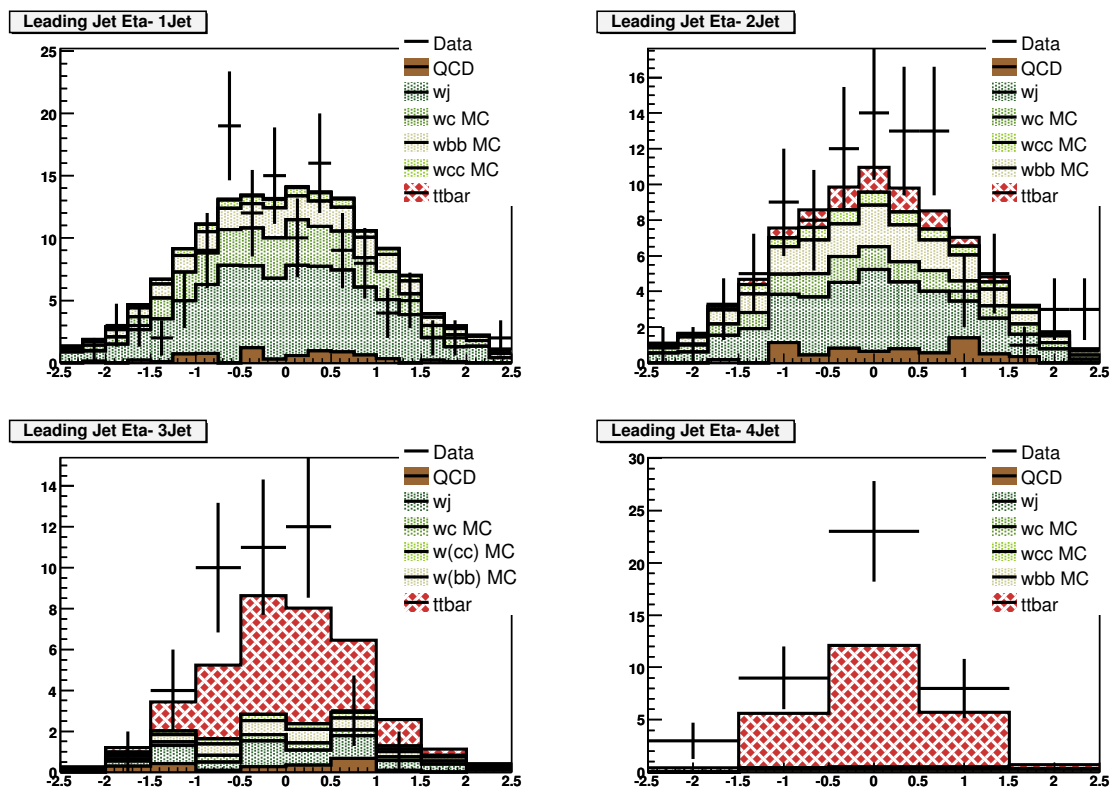 Leading Jet Eta- 1Jet
25
20
15
10
5
0
-2.5 -2 -1.5 -1 -0.5 0 0.5 1 1.5 2 2.5
Data
QCD
wj
wc MC
wbb MC
wcc MC
ttbar
Leading Jet Eta- 2Jet
16
14
12
10
8
6
4
2
0
-2.5 -2 -1.5 -1 -0.5 0 0.5 1 1.5 2 2.5
Data
QCD
wj
wc MC
wcc MC
wbb MC
ttbar
Leading Jet Eta- 3Jet
14
12
10
8
6
4
2
0
-2.5 -2 -1.5 -1 -0.5 0 0.5 1 1.5 2 2.5
Data
QCD
wj
wc MC
w(cc) MC
w(bb) MC
ttbar
Leading Jet Eta- 4Jet
30
25
20
15
10
5
0
-2.5 -2 -1.5 -1 -0.5 0 0.5 1 1.5 2 2.5
Data
QCD
wj
wc MC
wcc MC
wbb MC
ttbar